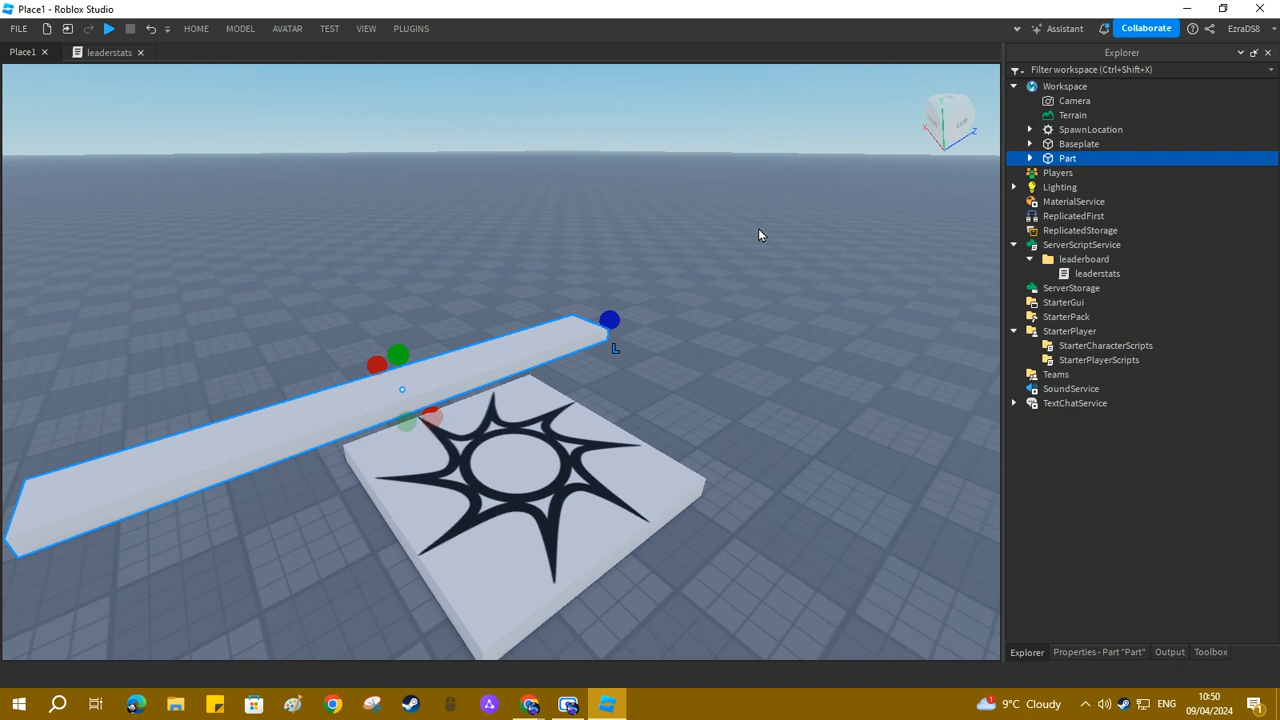 Place1 - Roblox Studio
FILE HOME MODEL AVATAR TEST VIEW PLUGINS Assistant Collaborate EzraDS8
Place1 leaderstats
Explorer
Filter workspace (Ctrl+Shift+X)
Workspace
Camera
Terrain
SpawnLocation
Baseplate
Part
Players
Lighting
MaterialService
ReplicatedFirst
ReplicatedStorage
ServerScriptService
leaderboard
leaderstats
ServerStorage
StarterGui
StarterPack
StarterPlayer
StarterCharacterScripts
StarterPlayerScripts
Teams
SoundService
TextChatService
Y
X
Z
Left
L
Explorer Properties - Part "Part" Output Toolbox
1 9°C Cloudy ENG 10:50
09/04/2024 1